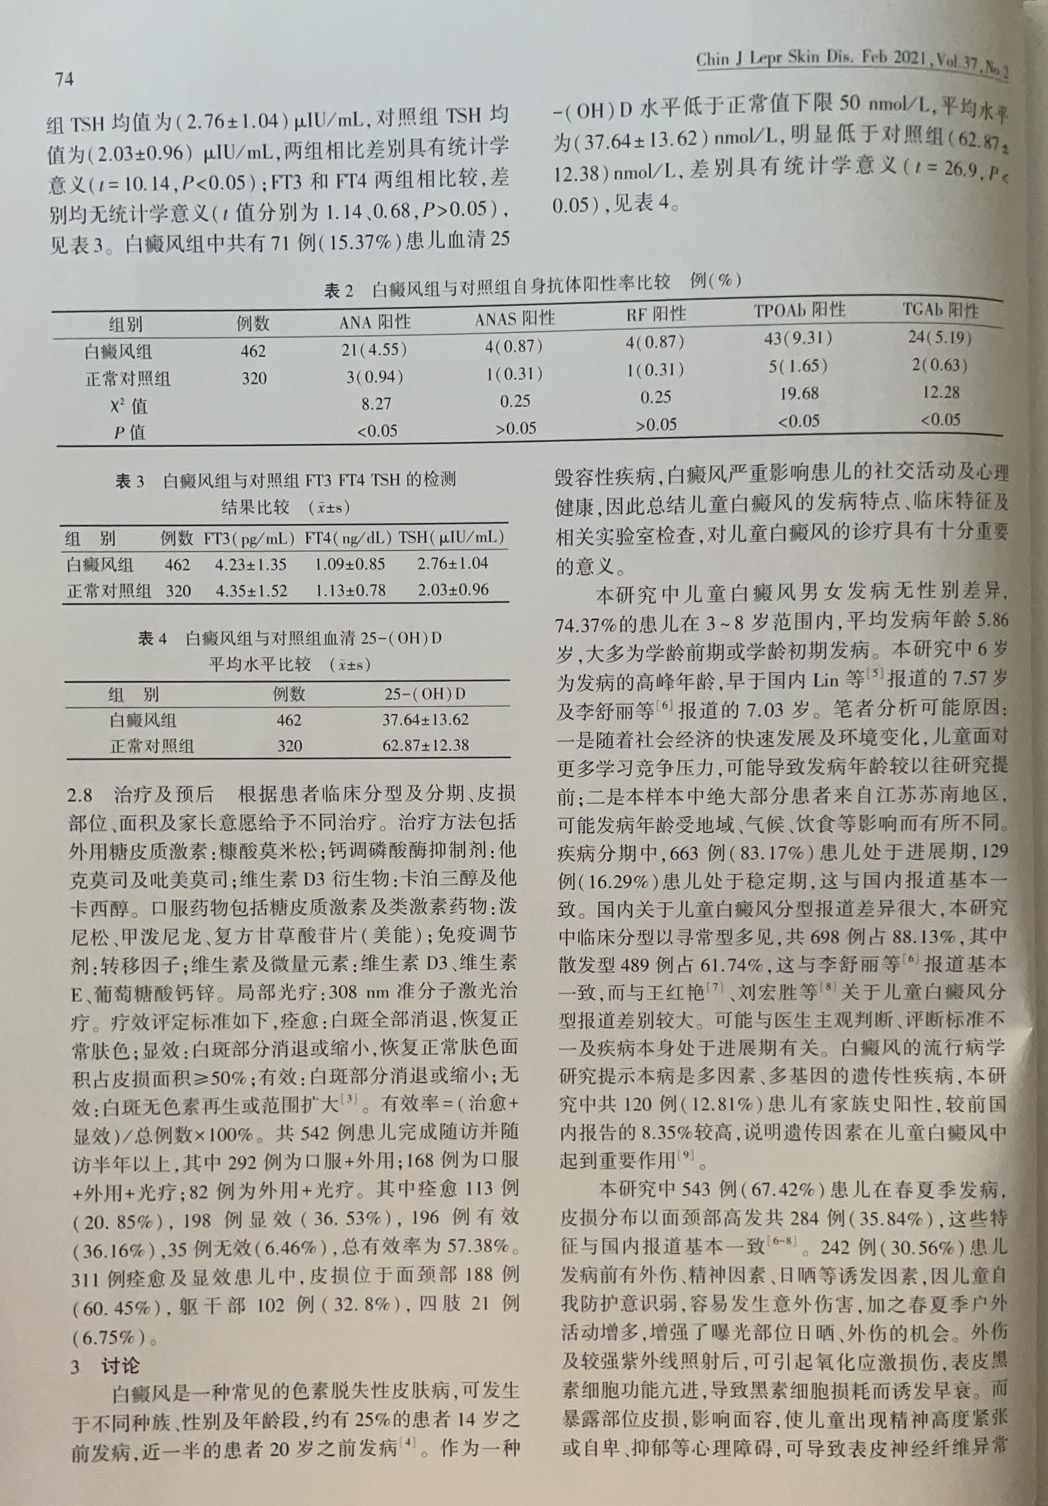 74
Chin J Lepr Skin Dis. Feb 2021, Vol.37, No.2
组 TSH 均值为(2.76±1.04) μIU/mL,对照组 TSH 均
值为(2.03±0.96) μIU/mL,两组相比差别具有统计学
意义(t=10.14,P<0.05);FT3 和 FT4 两组相比较,差
别均无统计学意义(t 值分别为 1.14、0.68,P>0.05),
见表 3。白癜风组中共有 71 例(15.37%)患儿血清 25
-(OH)D 水平低于正常值下限 50 nmol/L,平均水平
为(37.64±13.62) nmol/L,明显低于对照组(62.87±
12.38) nmol/L,差别具有统计学意义(t=26.9,P<
0.05),见表 4。
表 2 白癜风组与对照组自身抗体阳性率比较 例(%)
组别 例数 ANA 阳性 ANAS 阳性 RF 阳性 TPOAb 阳性 TGAb 阳性
白癜风组 462 21(4.55) 4(0.87) 4(0.87) 43(9.31) 24(5.19)
正常对照组 320 3(0.94) 1(0.31) 1(0.31) 5(1.65) 2(0.63)
χ² 值 8.27 0.25 0.25 19.68 12.28
P 值 <0.05 >0.05 >0.05 <0.05 <0.05
表 3 白癜风组与对照组 FT3 FT4 TSH 的检测
结果比较 (x̄±s)
组 别 例数 FT3(pg/mL) FT4(ng/dL) TSH(μIU/mL)
白癜风组 462 4.23±1.35 1.09±0.85 2.76±1.04
正常对照组 320 4.35±1.52 1.13±0.78 2.03±0.96
表 4 白癜风组与对照组血清 25-(OH)D
平均水平比较 (x̄±s)
组 别 例数 25-(OH)D
白癜风组 462 37.64±13.62
正常对照组 320 62.87±12.38
2.8 治疗及预后 根据患者临床分型及分期、皮损
部位、面积及家长意愿给予不同治疗。治疗方法包括
外用糖皮质激素:糠酸莫米松;钙调磷酸酶抑制剂:他
克莫司及吡美莫司;维生素 D3 衍生物:卡泊三醇及他
卡西醇。口服药物包括糖皮质激素及类激素药物:泼
尼松、甲泼尼龙、复方甘草酸苷片(美能);免疫调节
剂:转移因子;维生素及微量元素:维生素 D3、维生素
E、葡萄糖酸钙锌。局部光疗:308 nm 准分子激光治
疗。疗效评定标准如下,痊愈:白斑全部消退,恢复正
常肤色;显效:白斑部分消退或缩小,恢复正常肤色面
积占皮损面积≥50%;有效:白斑部分消退或缩小;无
效:白斑无色素再生或范围扩大[3]。有效率=(治愈+
显效)/总例数×100%。共 542 例患儿完成随访并随
访半年以上,其中 292 例为口服+外用;168 例为口服
+外用+光疗;82 例为外用+光疗。其中痊愈 113 例
(20.85%),198 例显效(36.53%),196 例有效
(36.16%),35 例无效(6.46%),总有效率为 57.38%。
311 例痊愈及显效患儿中,皮损位于面颈部 188 例
(60.45%),躯干部 102 例(32.8%),四肢 21 例
(6.75%)。
3 讨论
白癜风是一种常见的色素脱失性皮肤病,可发生
于不同种族、性别及年龄段,约有 25%的患者 14 岁之
前发病,近一半的患者 20 岁之前发病[4]。作为一种
毁容性疾病,白癜风严重影响患儿的社交活动及心理
健康,因此总结儿童白癜风的发病特点、临床特征及
相关实验室检查,对儿童白癜风的诊疗具有十分重要
的意义。
本研究中儿童白癜风男女发病无性别差异,
74.37%的患儿在 3~8 岁范围内,平均发病年龄 5.86
岁,大多为学龄前期或学龄初期发病。本研究中 6 岁
为发病的高峰年龄,早于国内 Lin 等[5]报道的 7.57 岁
及李舒丽等[6]报道的 7.03 岁。笔者分析可能原因:
一是随着社会经济的快速发展及环境变化,儿童面对
更多学习竞争压力,可能导致发病年龄较以往研究提
前;二是本样本中绝大部分患者来自江苏苏南地区,
可能发病年龄受地域、气候、饮食等影响而有所不同。
疾病分期中,663 例(83.17%)患儿处于进展期,129
例(16.29%)患儿处于稳定期,这与国内报道基本一
致。国内关于儿童白癜风分型报道差异很大,本研究
中临床分型以寻常型多见,共 698 例占 88.13%,其中
散发型 489 例占 61.74%,这与李舒丽等[6]报道基本
一致,而与王红艳[7]、刘宏胜等[8]关于儿童白癜风分
型报道差别较大。可能与医生主观判断、评断标准不
一及疾病本身处于进展期有关。白癜风的流行病学
研究提示本病是多因素、多基因的遗传性疾病,本研
究中共 120 例(12.81%)患儿有家族史阳性,较前国
内报告的 8.35%较高,说明遗传因素在儿童白癜风中
起到重要作用[9]。
本研究中 543 例(67.42%)患儿在春夏季发病,
皮损分布以面颈部高发共 284 例(35.84%),这些特
征与国内报道基本一致[6-8]。242 例(30.56%)患儿
发病前有外伤、精神因素、日晒等诱发因素,因儿童自
我防护意识弱,容易发生意外伤害,加之春夏季户外
活动增多,增强了曝光部位日晒、外伤的机会。外伤
及较强紫外线照射后,可引起氧化应激损伤,表皮黑
素细胞功能亢进,导致黑素细胞损耗而诱发早衰。而
暴露部位皮损,影响面容,使儿童出现精神高度紧张
或自卑、抑郁等心理障碍,可导致表皮神经纤维异常